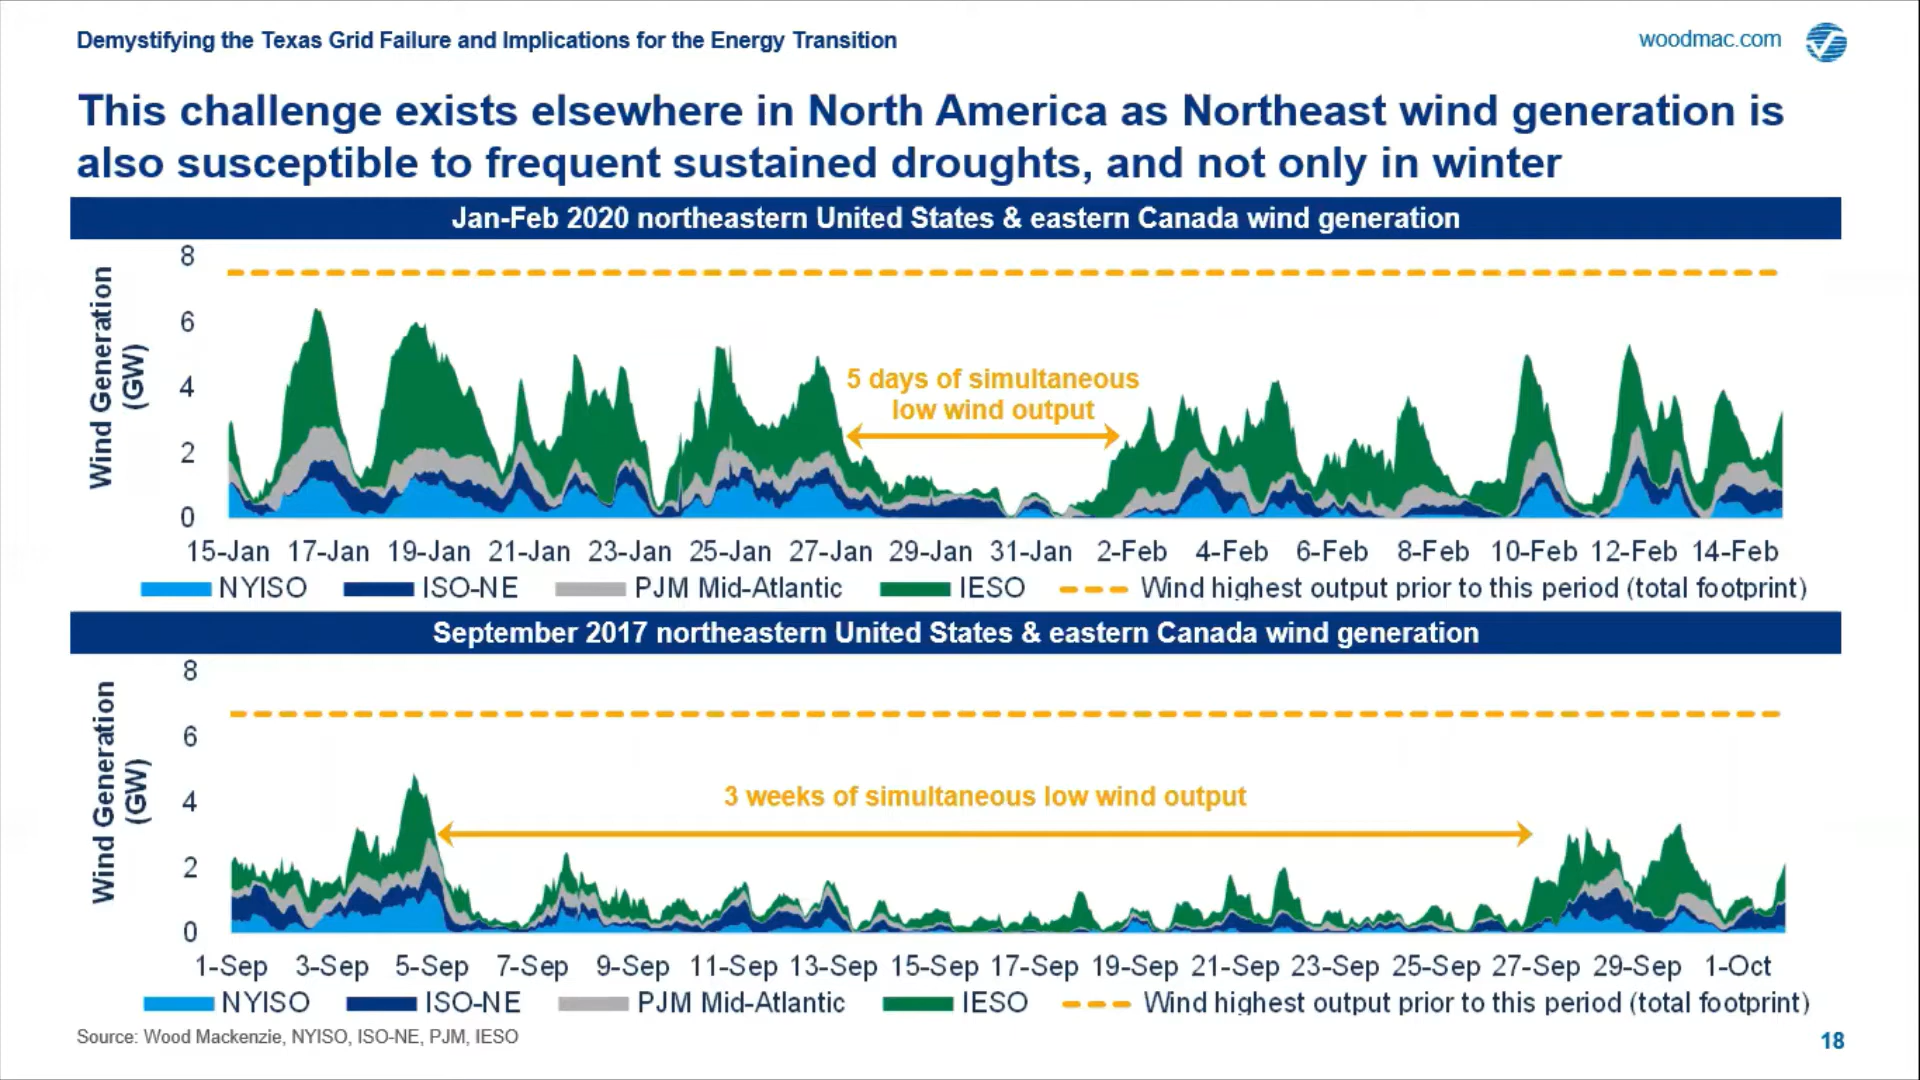 Demystifying the Texas Grid Failure and Implications for the Energy Transition
woodmac.com
This challenge exists elsewhere in North America as Northeast wind generation is
also susceptible to frequent sustained droughts, and not only in winter
Jan-Feb 2020 northeastern United States & eastern Canada wind generation
Wind Generation
(GW)
8
6
4
2
0
5 days of simultaneous
low wind output
15-Jan 17-Jan 19-Jan 21-Jan 23-Jan 25-Jan 27-Jan 29-Jan 31-Jan 2-Feb 4-Feb 6-Feb 8-Feb 10-Feb 12-Feb 14-Feb
NYISO ISO-NE PJM Mid-Atlantic IESO Wind highest output prior to this period (total footprint)
September 2017 northeastern United States & eastern Canada wind generation
Wind Generation
(GW)
8
6
4
2
0
3 weeks of simultaneous low wind output
1-Sep 3-Sep 5-Sep 7-Sep 9-Sep 11-Sep 13-Sep 15-Sep 17-Sep 19-Sep 21-Sep 23-Sep 25-Sep 27-Sep 29-Sep 1-Oct
NYISO ISO-NE PJM Mid-Atlantic IESO Wind highest output prior to this period (total footprint)
Source: Wood Mackenzie, NYISO, ISO-NE, PJM, IESO
18